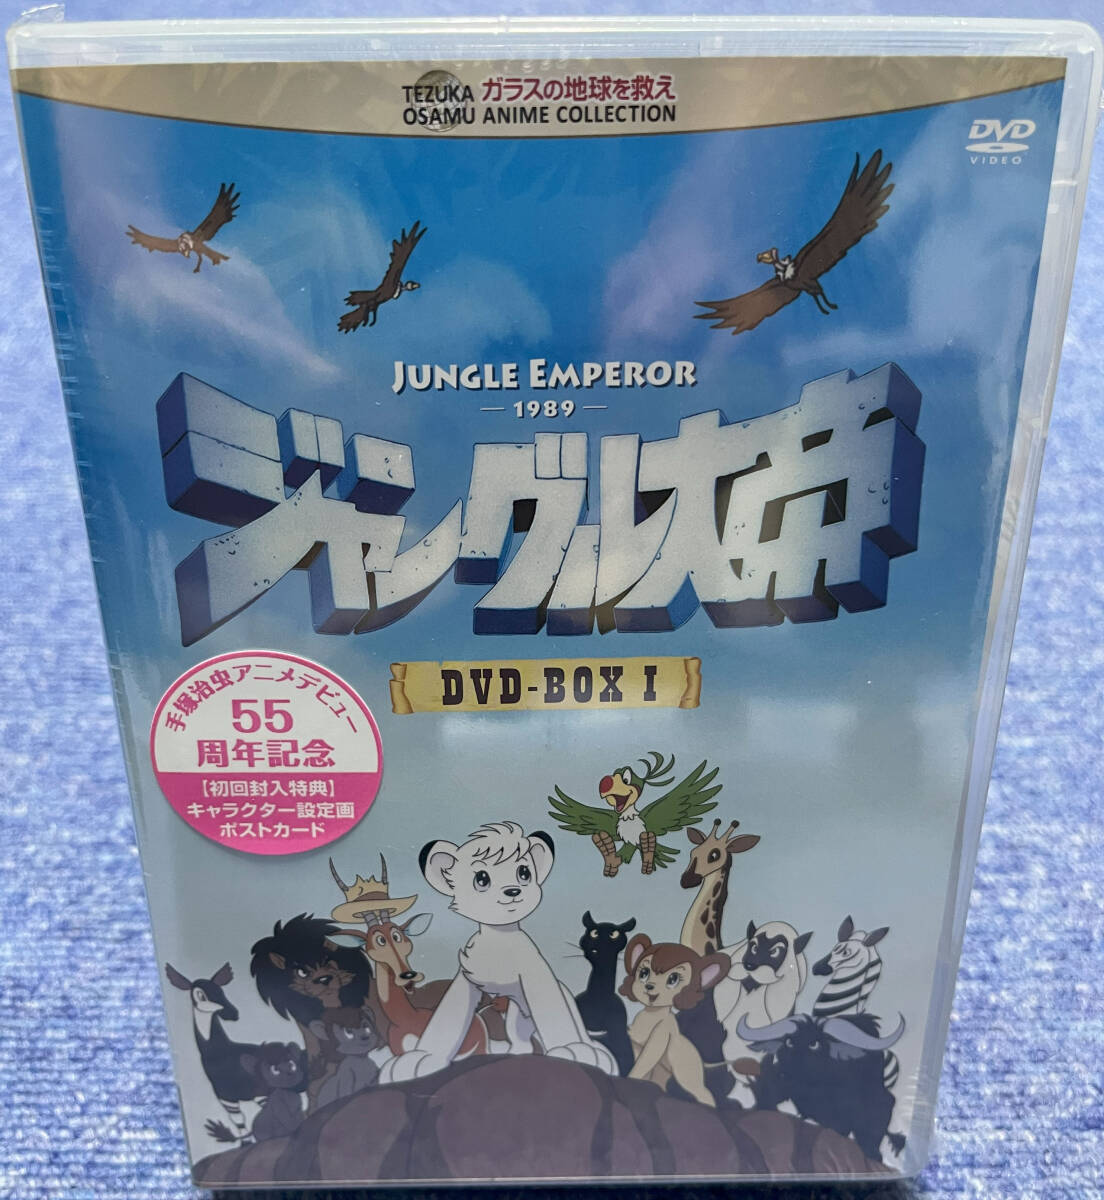 TEZUKA ガラスの地球を救え
OSAMU ANIME COLLECTION
DVD
VIDEO
JUNGLE EMPEROR
1989
ジャングル大帝
DVD-BOX I
手塚治虫アニメデビュー
55
周年記念
【初回封入特典】
キャラクター設定画
ポストカード